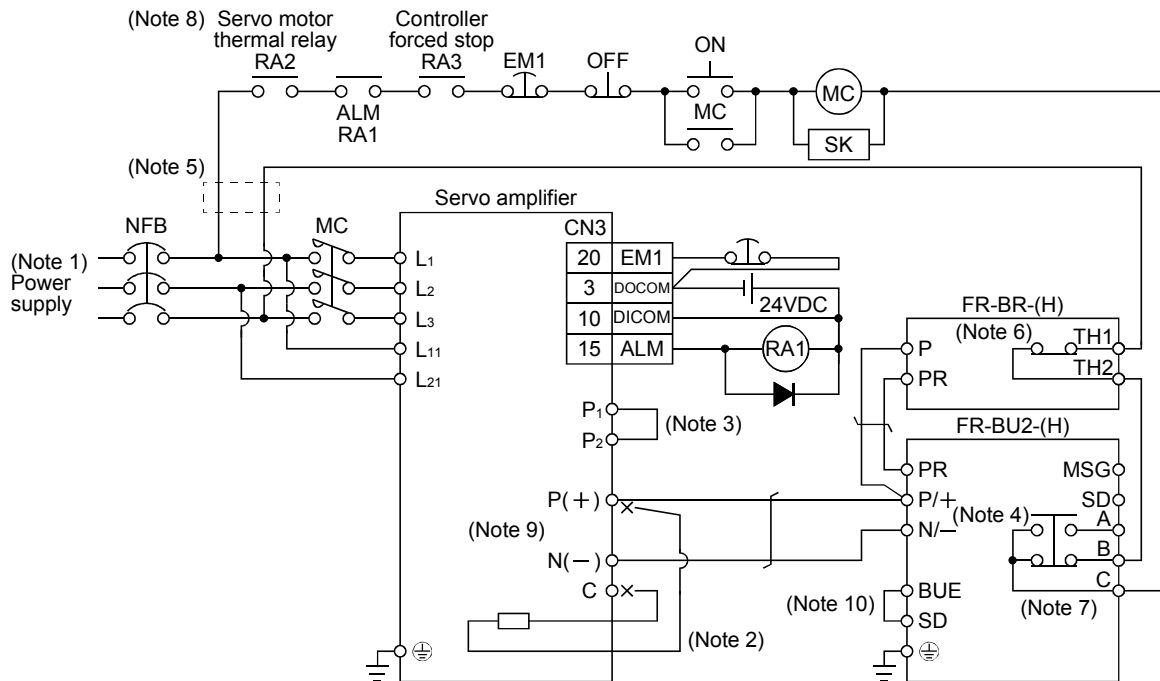 (Note 8) Servo motor thermal relay
RA2
Controller forced stop
RA3
EM1
OFF
ON
MC
MC
SK
ALM
RA1
(Note 5)
Servo amplifier
NFB
MC
CN3
(Note 1)
Power supply
L1
L2
L3
L11
L21
20 EM1
3 DOCOM
10 DICOM
15 ALM
24VDC
RA1
P1
P2
(Note 3)
P(+)
(Note 9)
N(−)
C
(Note 2)
FR-BR-(H)
(Note 6)
P
PR
TH1
TH2
FR-BU2-(H)
PR
P/+
N/−
MSG
SD
(Note 4)
A
B
C
(Note 7)
BUE
SD
(Note 10)